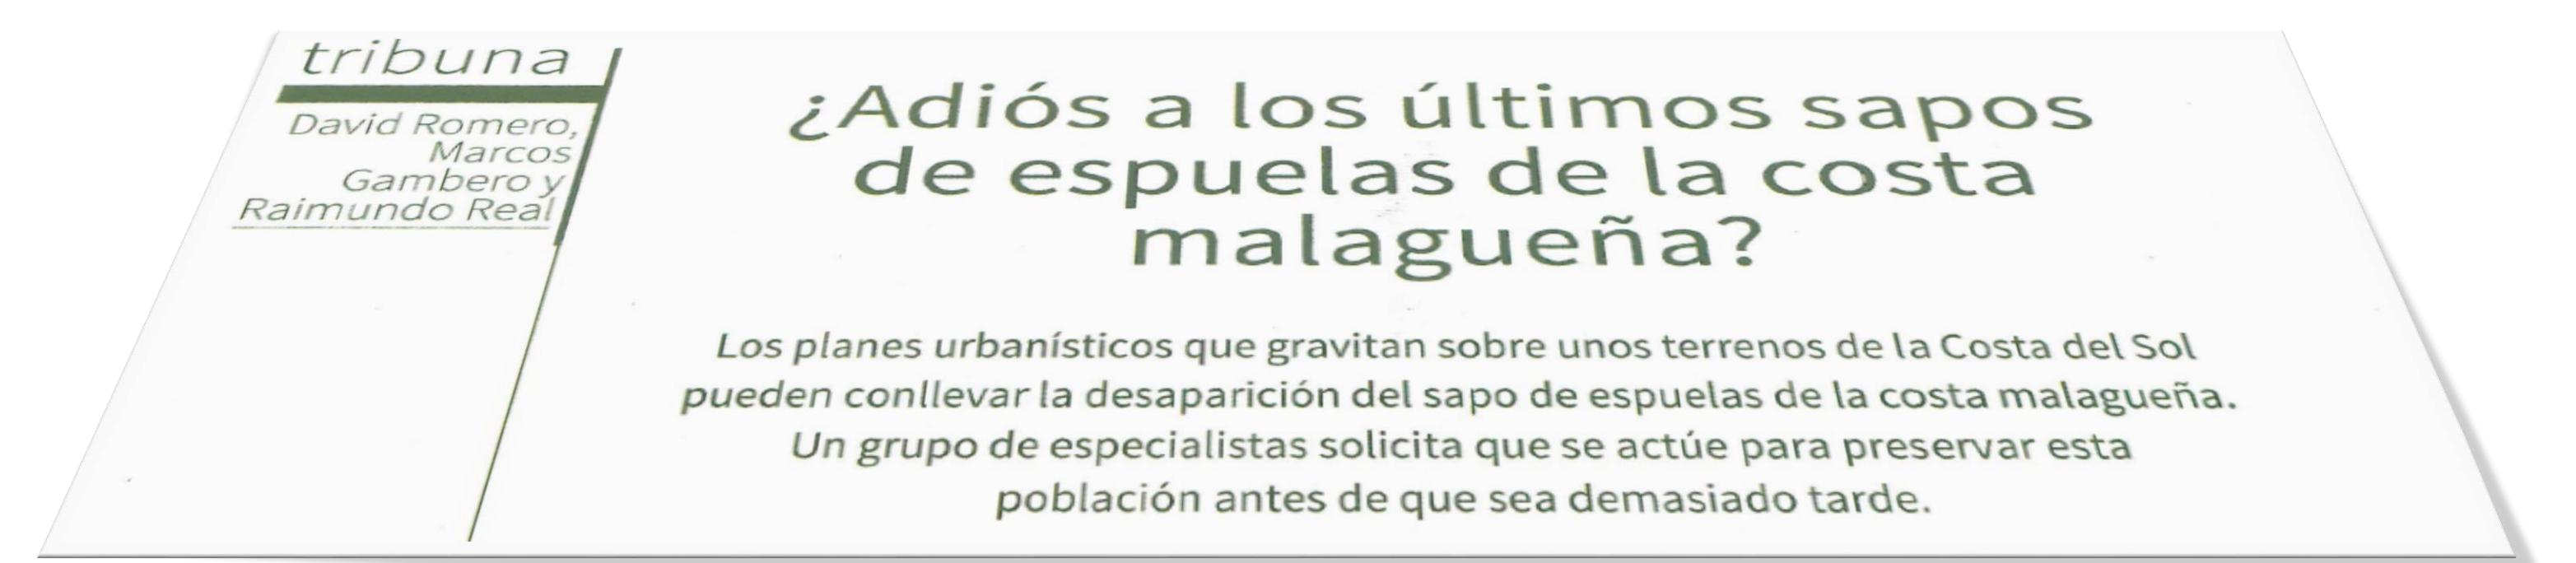 tribuna
David Romero,
Marcos
Gambero y
Raimundo Real
¿Adiós a los últimos sapos
de espuelas de la costa
malagueña?
Los planes urbanísticos que gravitan sobre unos terrenos de la Costa del Sol
pueden conllevar la desaparición del sapo de espuelas de la costa malagueña.
Un grupo de especialistas solicita que se actúe para preservar esta
población antes de que sea demasiado tarde.